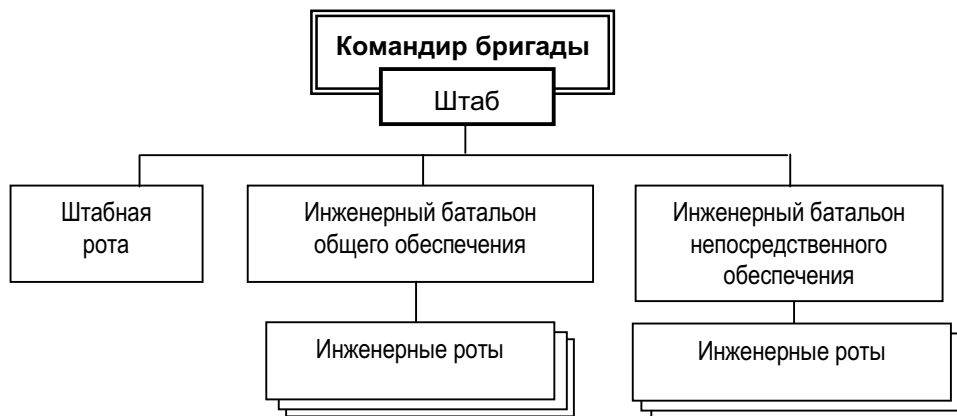 Командир бригады
Штаб
Штабная
рота
Инженерный батальон
общего обеспечения
Инженерный батальон
непосредственного
обеспечения
Инженерные роты
Инженерные роты